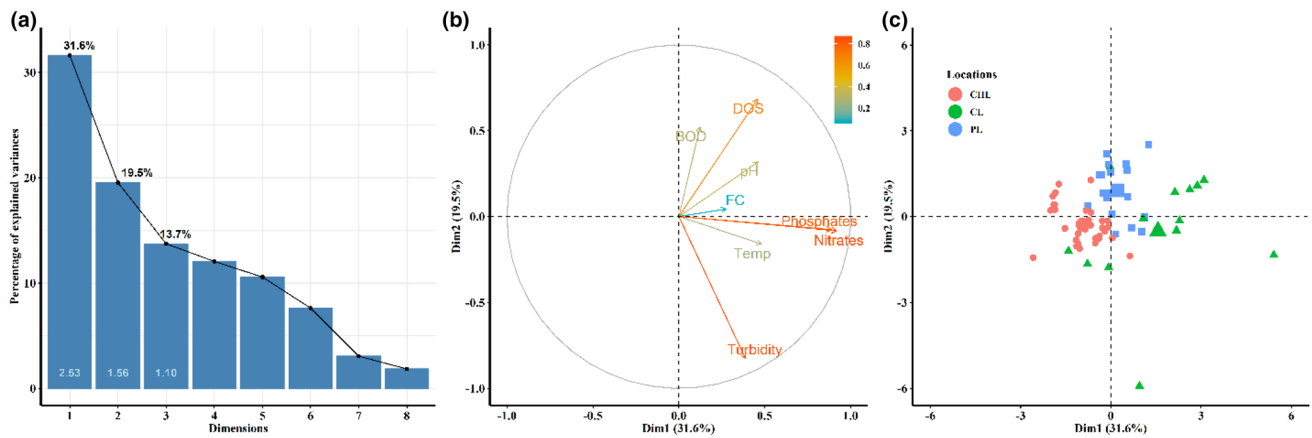 (a)
31.6%
19.5%
13.7%
30
20
10
0
Percentage of explained variances
2.53
1.56
1.10
1 2 3 4 5 6 7 8
Dimensions
(b)
0.8
0.6
0.4
0.2
1.0
0.5
0.0
-0.5
-1.0
Dim2 (19.5%)
DOS
BOD
pH
FC
Phosphates
Nitrates
Temp
Turbidity
-1.0 -0.5 0.0 0.5 1.0
Dim1 (31.6%)
(c)
6
3
0
-3
-6
Dim2 (19.5%)
Locations
CHL
CL
PL
-6 -3 0 3 6
Dim1 (31.6%)